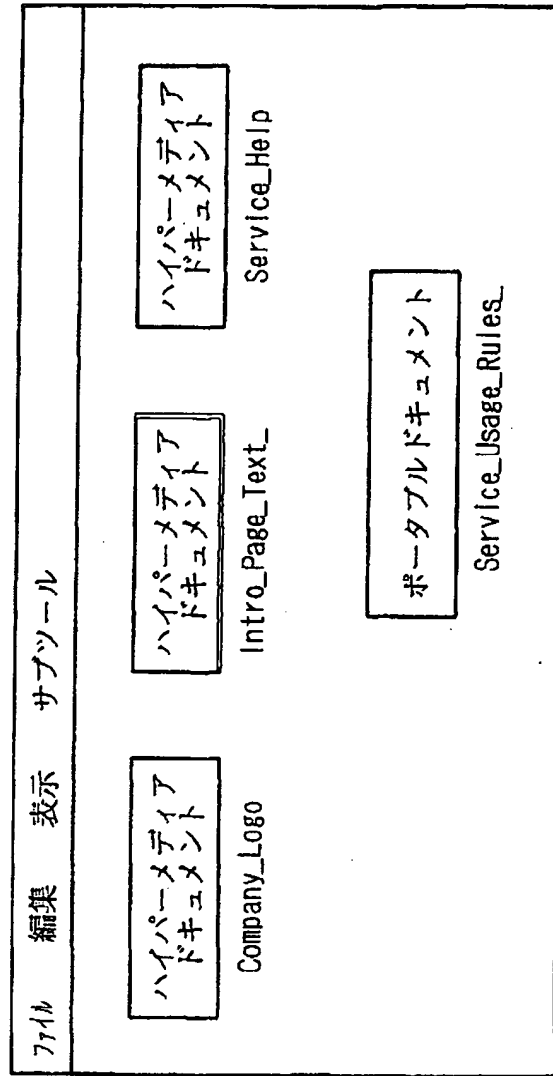 ファイル 編集 表示 サブツール
ハイパーメディア
ドキュメント
Company_Logo
ハイパーメディア
ドキュメント
Intro_Page_Text_
ハイパーメディア
ドキュメント
Service_Help
ポータブルドキュメント
Service_Usage_Rules_